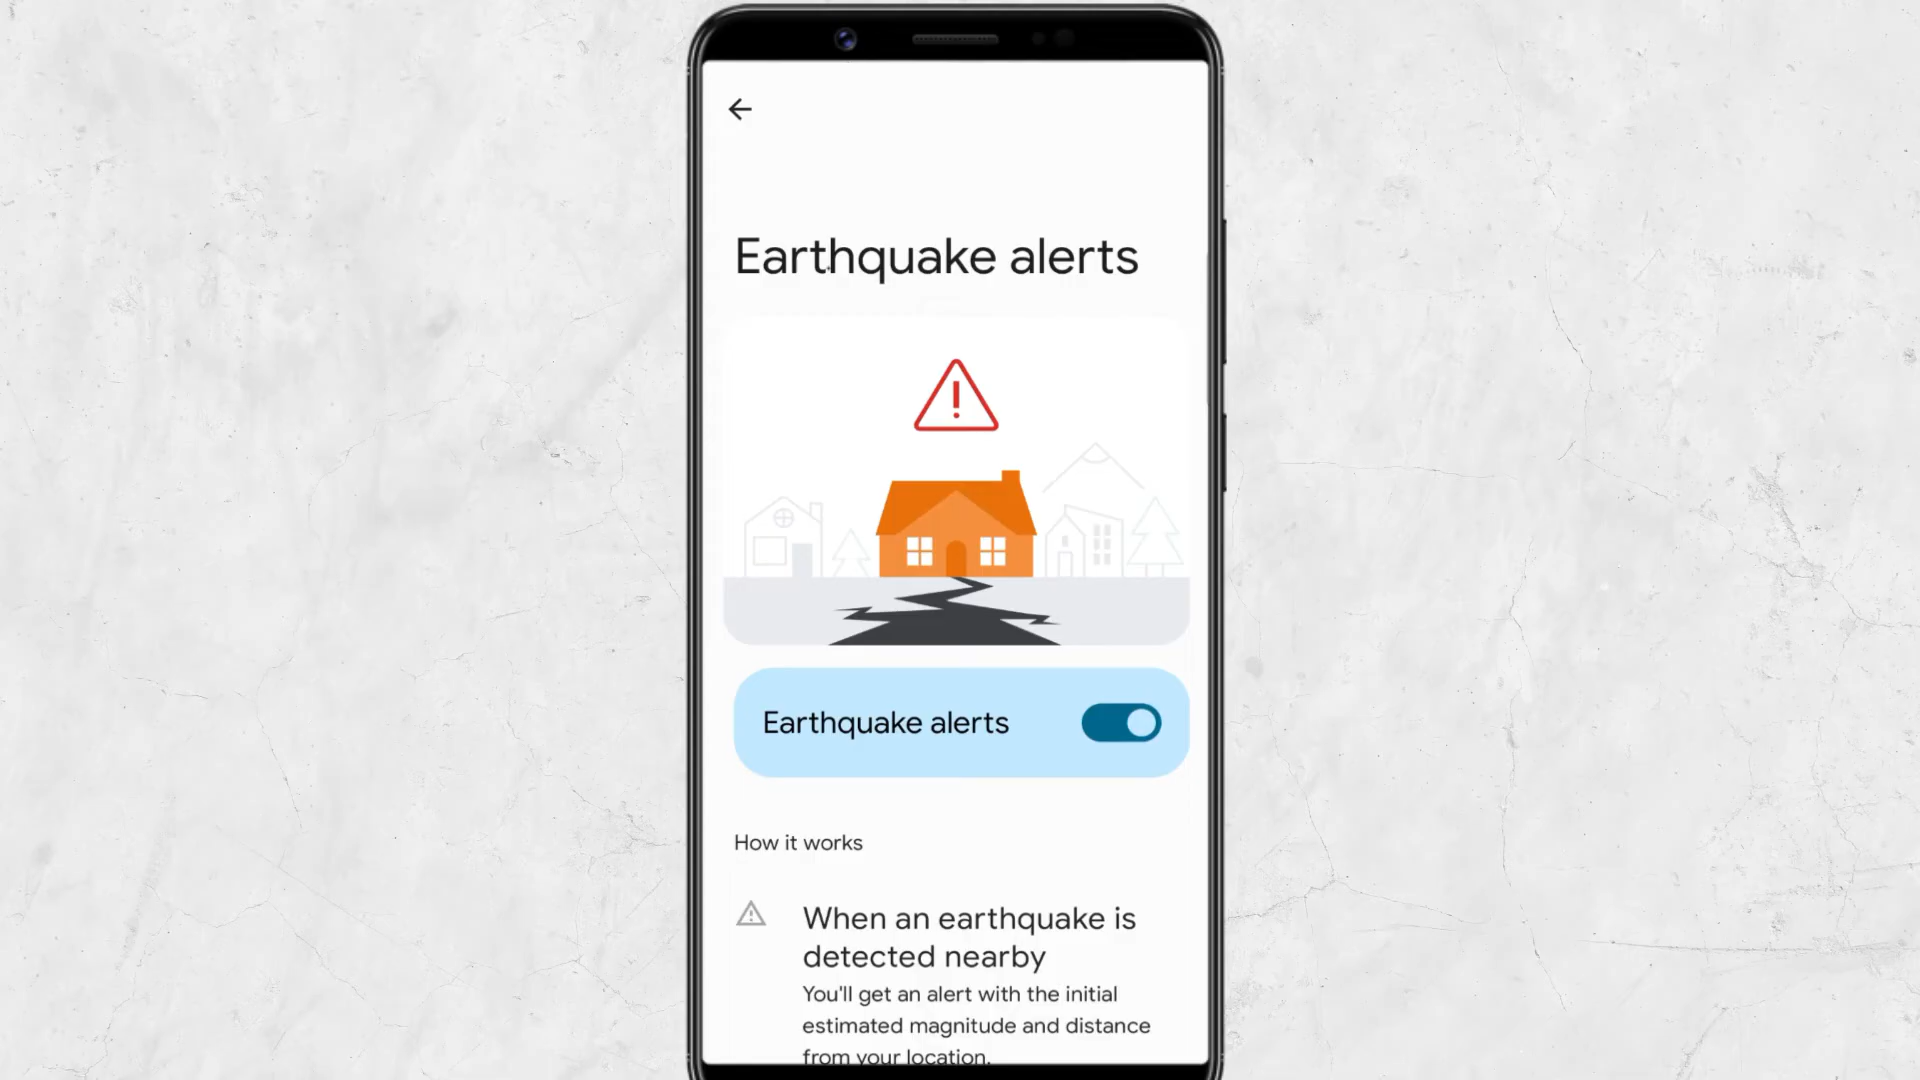 Earthquake alerts
Earthquake alerts
How it works
When an earthquake is
detected nearby
You'll get an alert with the initial
estimated magnitude and distance
from your location.